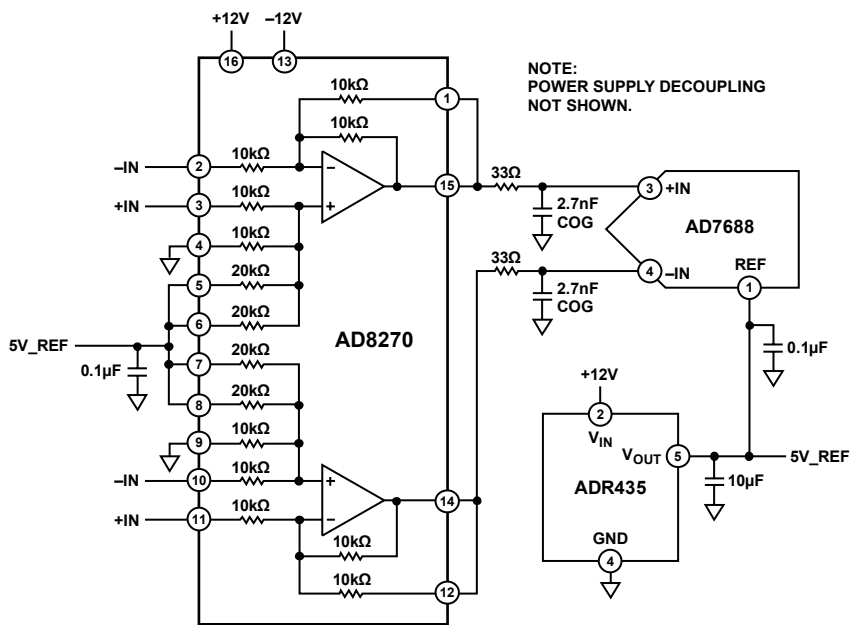 +12V –12V
16 13
NOTE:
POWER SUPPLY DECOUPLING
NOT SHOWN.
10kΩ
1
10kΩ
–IN 2 10kΩ –
15
+IN 3 10kΩ +
4 10kΩ
5 20kΩ
6 20kΩ
5V_REF
0.1µF
7 20kΩ
8 20kΩ
9 10kΩ
–IN 10 10kΩ +
14
+IN 11 10kΩ –
10kΩ
10kΩ
12
AD8270
33Ω
2.7nF
COG
33Ω
2.7nF
COG
3 +IN
AD7688
4 –IN
REF
1
0.1µF
+12V
2
VIN
VOUT 5
5V_REF
ADR435
10µF
GND
4